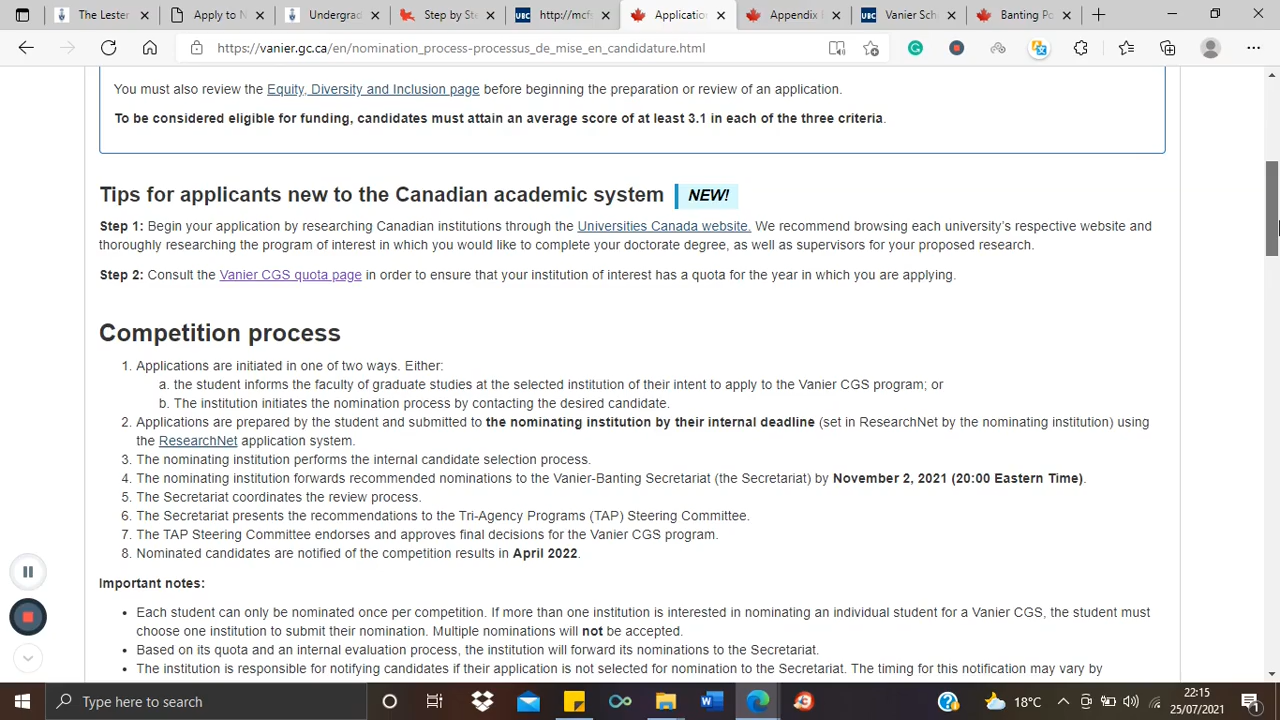 The Lester
Apply to N
Undergrad
Step by Ste
UBC http://mcfs
Application
Appendix
UBC Vanier Sch
Banting Po
https://vanier.gc.ca/en/nomination_process-processus_de_mise_en_candidature.html
You must also review the Equity, Diversity and Inclusion page before beginning the preparation or review of an application.
To be considered eligible for funding, candidates must attain an average score of at least 3.1 in each of the three criteria.
Tips for applicants new to the Canadian academic system NEW!
Step 1: Begin your application by researching Canadian institutions through the Universities Canada website. We recommend browsing each university's respective website and
thoroughly researching the program of interest in which you would like to complete your doctorate degree, as well as supervisors for your proposed research.
Step 2: Consult the Vanier CGS quota page in order to ensure that your institution of interest has a quota for the year in which you are applying.
Competition process
1. Applications are initiated in one of two ways. Either:
a. the student informs the faculty of graduate studies at the selected institution of their intent to apply to the Vanier CGS program; or
b. The institution initiates the nomination process by contacting the desired candidate.
2. Applications are prepared by the student and submitted to the nominating institution by their internal deadline (set in ResearchNet by the nominating institution) using
the ResearchNet application system.
3. The nominating institution performs the internal candidate selection process.
4. The nominating institution forwards recommended nominations to the Vanier-Banting Secretariat (the Secretariat) by November 2, 2021 (20:00 Eastern Time).
5. The Secretariat coordinates the review process.
6. The Secretariat presents the recommendations to the Tri-Agency Programs (TAP) Steering Committee.
7. The TAP Steering Committee endorses and approves final decisions for the Vanier CGS program.
8. Nominated candidates are notified of the competition results in April 2022.
Important notes:
• Each student can only be nominated once per competition. If more than one institution is interested in nominating an individual student for a Vanier CGS, the student must
choose one institution to submit their nomination. Multiple nominations will not be accepted.
• Based on its quota and an internal evaluation process, the institution will forward its nominations to the Secretariat.
• The institution is responsible for notifying candidates if their application is not selected for nomination to the Secretariat. The timing for this notification may vary by
Type here to search
18°C
22:15
25/07/2021
1